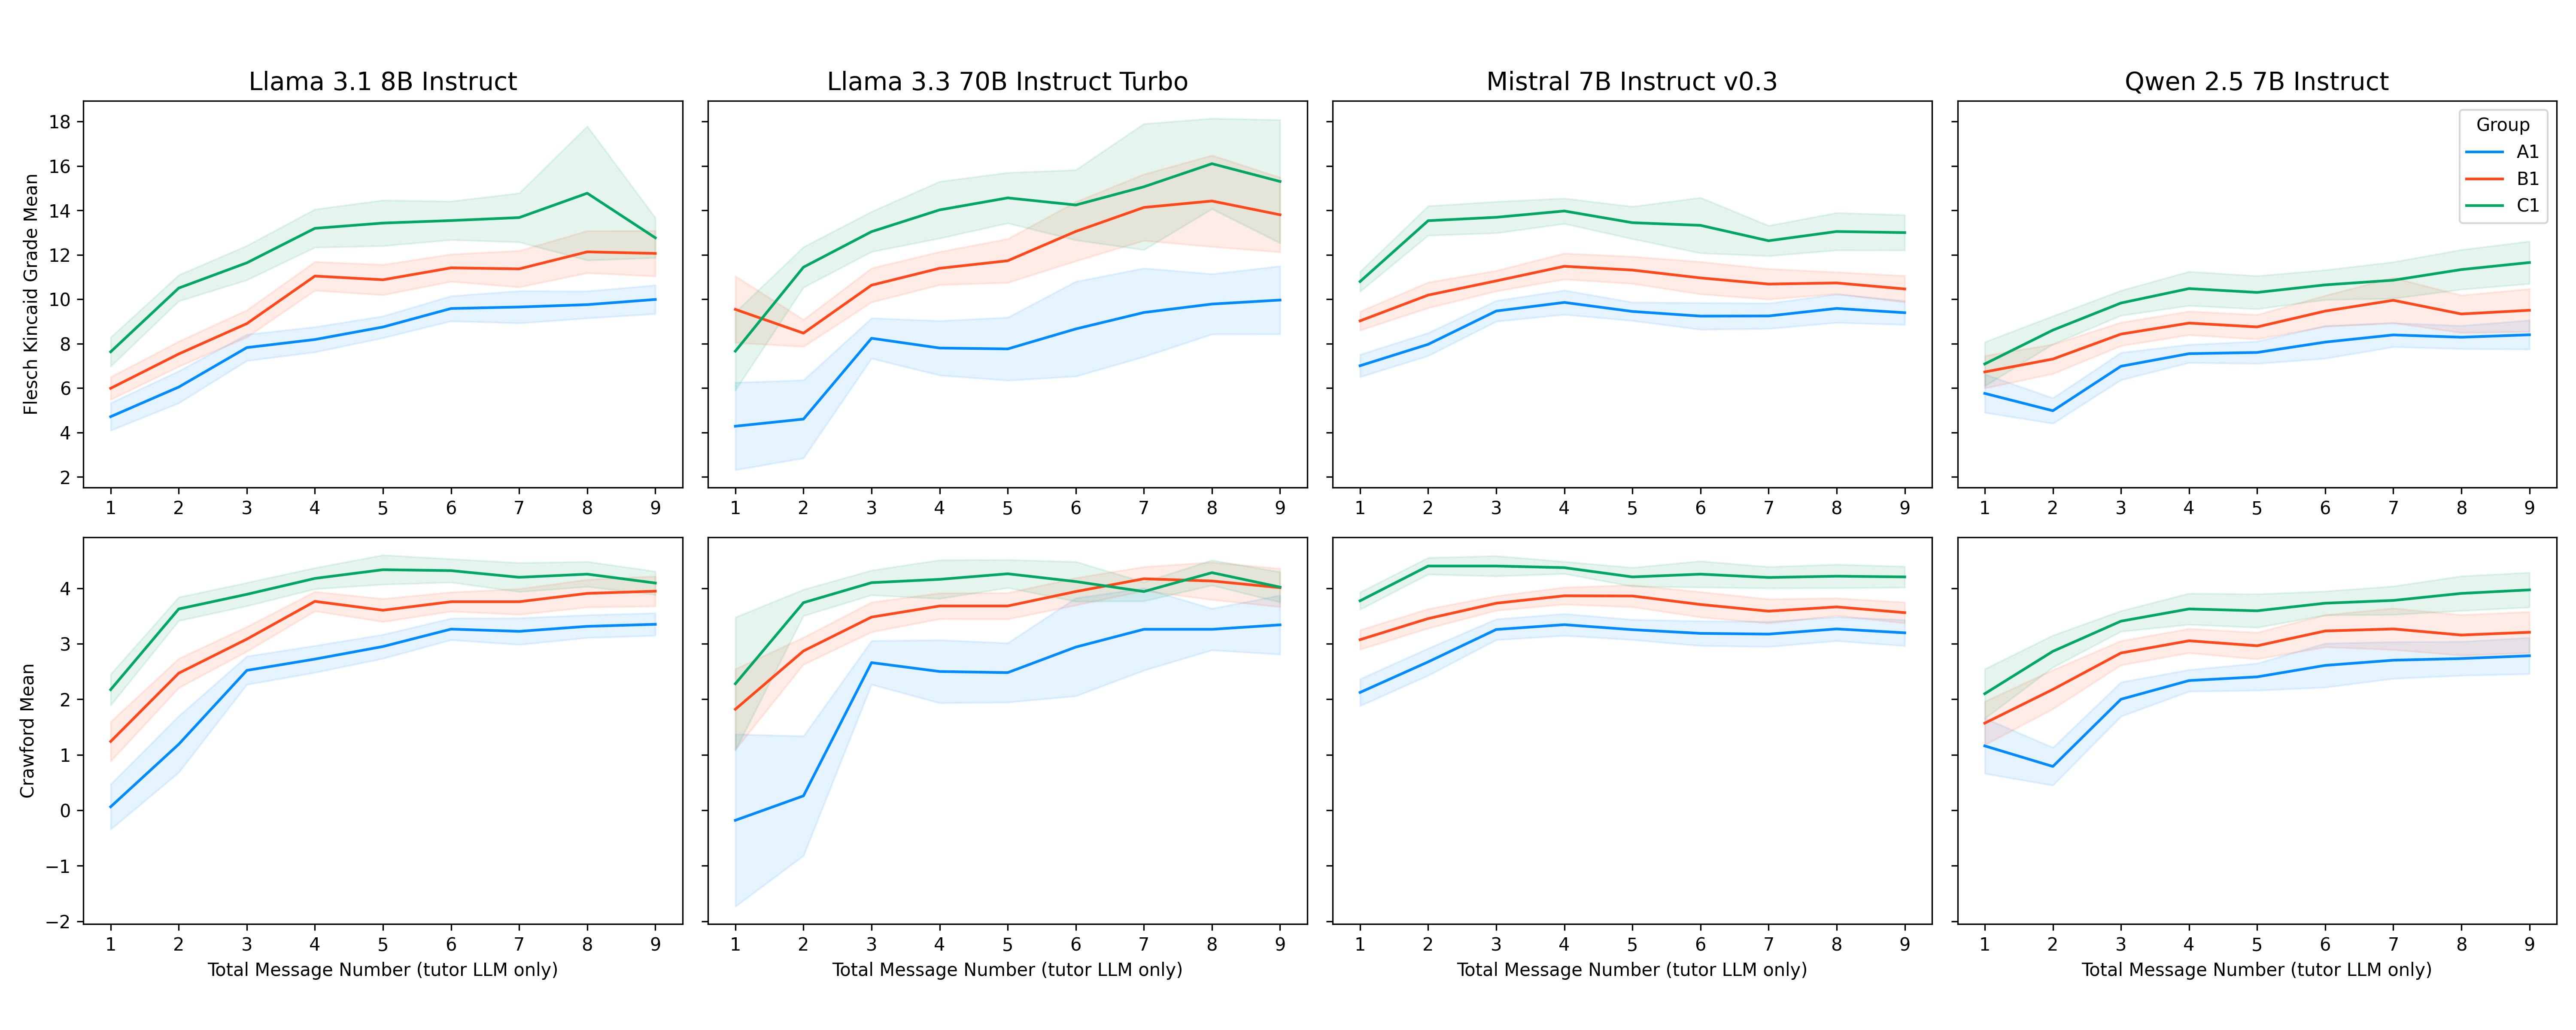 Llama 3.1 8B Instruct
Llama 3.3 70B Instruct Turbo
Mistral 7B Instruct v0.3
Qwen 2.5 7B Instruct
Flesch Kincaid Grade Mean
18
16
14
12
10
8
6
4
2
Group
A1
B1
C1
1 2 3 4 5 6 7 8 9
1 2 3 4 5 6 7 8 9
1 2 3 4 5 6 7 8 9
1 2 3 4 5 6 7 8 9
Crawford Mean
4
3
2
1
0
−1
−2
1 2 3 4 5 6 7 8 9
1 2 3 4 5 6 7 8 9
1 2 3 4 5 6 7 8 9
1 2 3 4 5 6 7 8 9
Total Message Number (tutor LLM only)
Total Message Number (tutor LLM only)
Total Message Number (tutor LLM only)
Total Message Number (tutor LLM only)